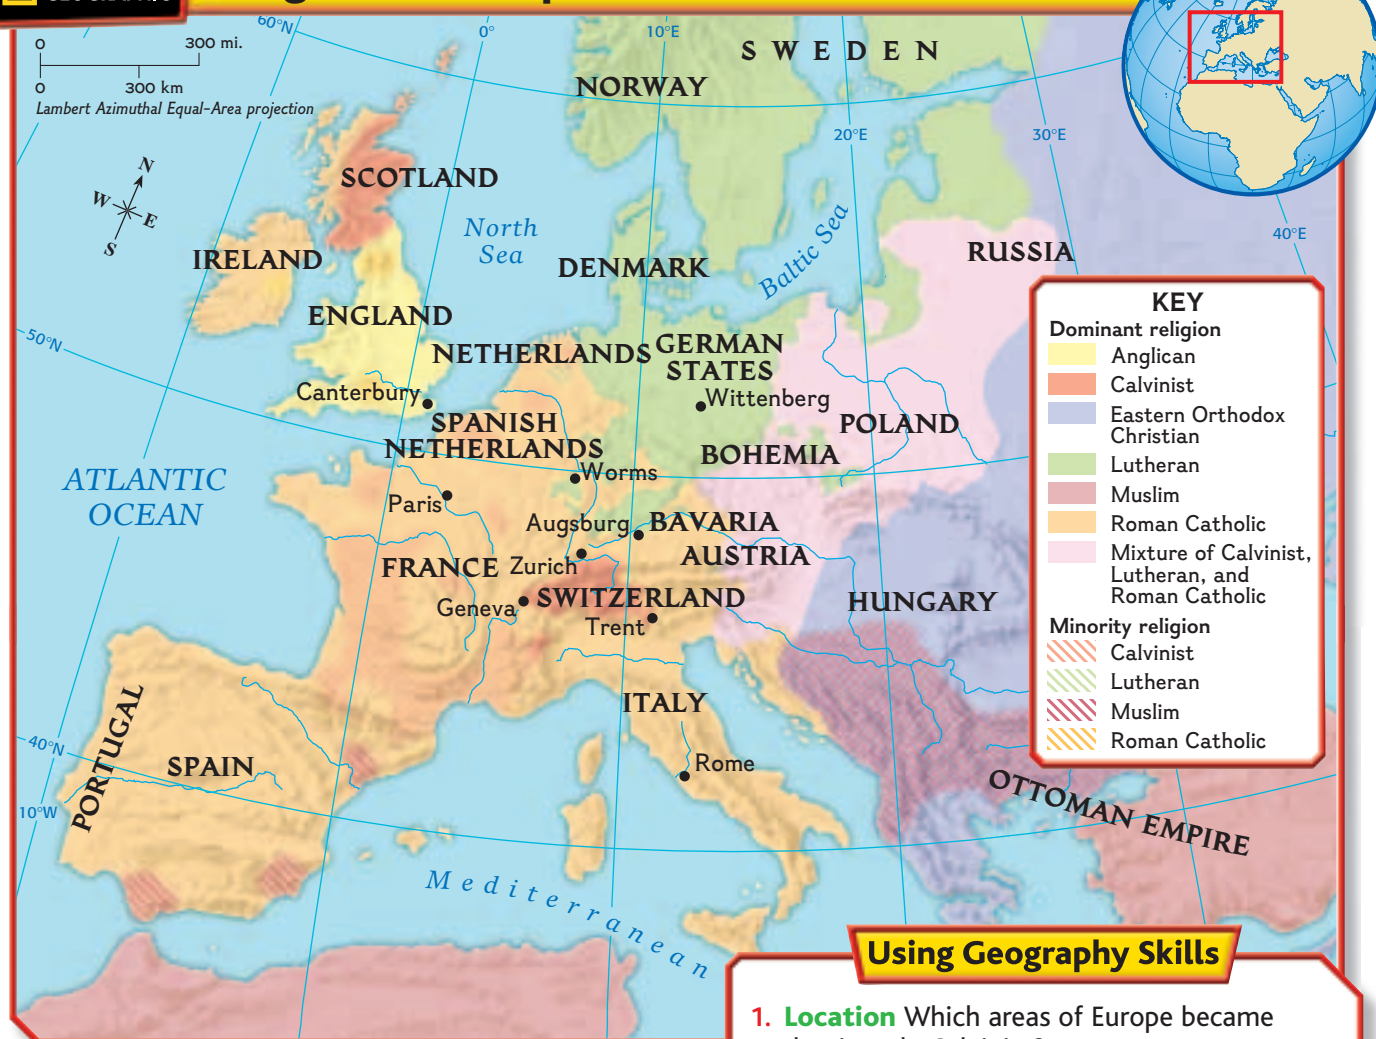 60°N
0°
10°E
20°E
30°E
40°E
50°N
40°N
10°W
0 300 mi.
0 300 km
Lambert Azimuthal Equal-Area projection
N
W
E
S
SWEDEN
NORWAY
SCOTLAND
North
Sea
IRELAND
DENMARK
Baltic Sea
RUSSIA
ENGLAND
NETHERLANDS
GERMAN
STATES
Canterbury
Wittenberg
SPANISH
NETHERLANDS
POLAND
BOHEMIA
ATLANTIC
OCEAN
Worms
Paris
Augsburg
BAVARIA
AUSTRIA
FRANCE
Zurich
Geneva
SWITZERLAND
HUNGARY
Trent
ITALY
PORTUGAL
SPAIN
Rome
OTTOMAN EMPIRE
Mediterranean
KEY
Dominant religion
Anglican
Calvinist
Eastern Orthodox
Christian
Lutheran
Muslim
Roman Catholic
Mixture of Calvinist,
Lutheran, and
Roman Catholic
Minority religion
Calvinist
Lutheran
Muslim
Roman Catholic
Using Geography Skills
1. Location Which areas of Europe became